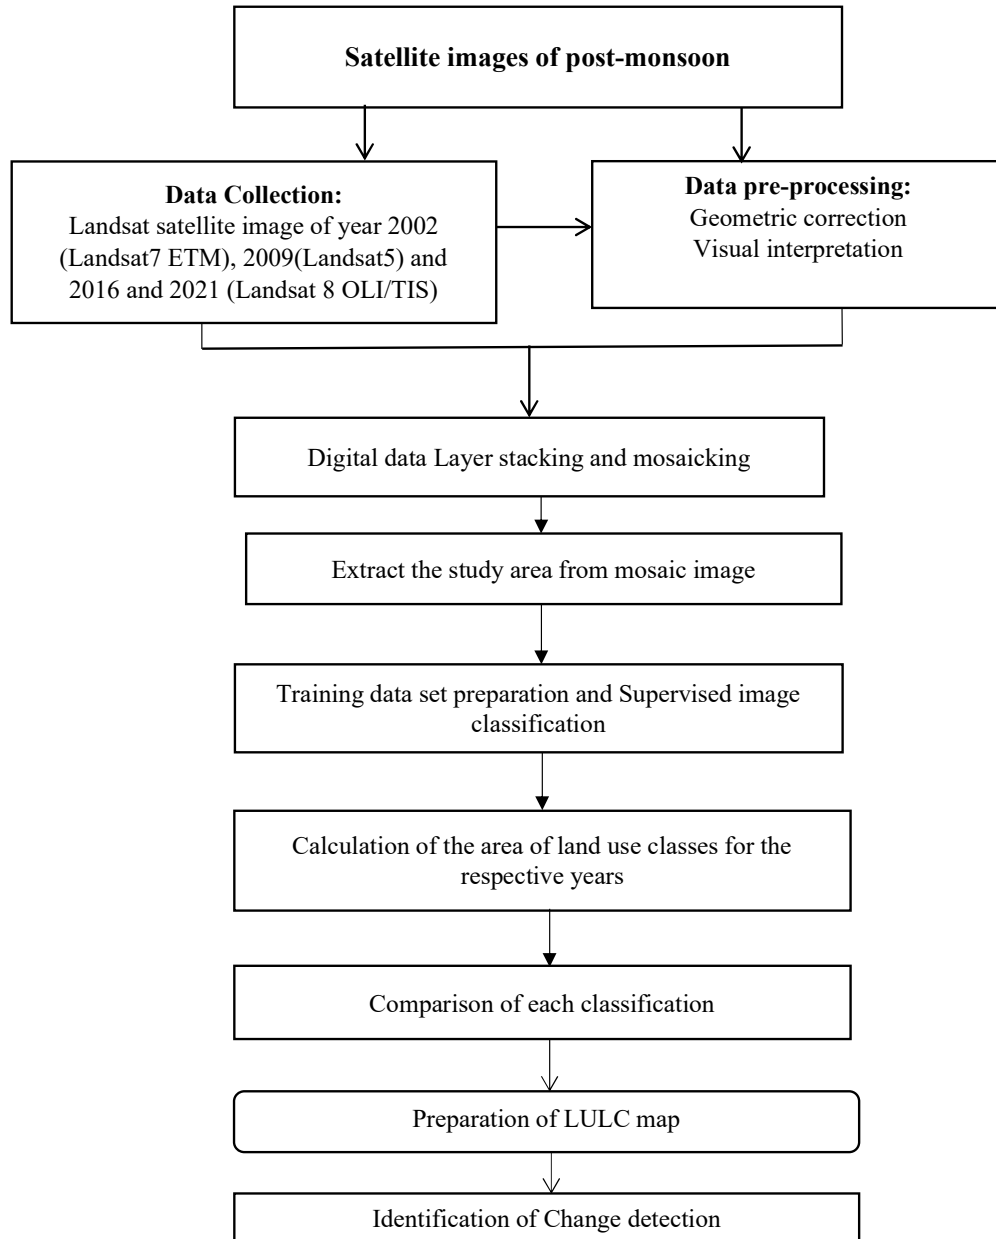 Satellite images of post-monsoon
Data Collection:
Landsat satellite image of year 2002
(Landsat7 ETM), 2009(Landsat5) and
2016 and 2021 (Landsat 8 OLI/TIS)
Data pre-processing:
Geometric correction
Visual interpretation
Digital data Layer stacking and mosaicking
Extract the study area from mosaic image
Training data set preparation and Supervised image
classification
Calculation of the area of land use classes for the
respective years
Comparison of each classification
Preparation of LULC map
Identification of Change detection